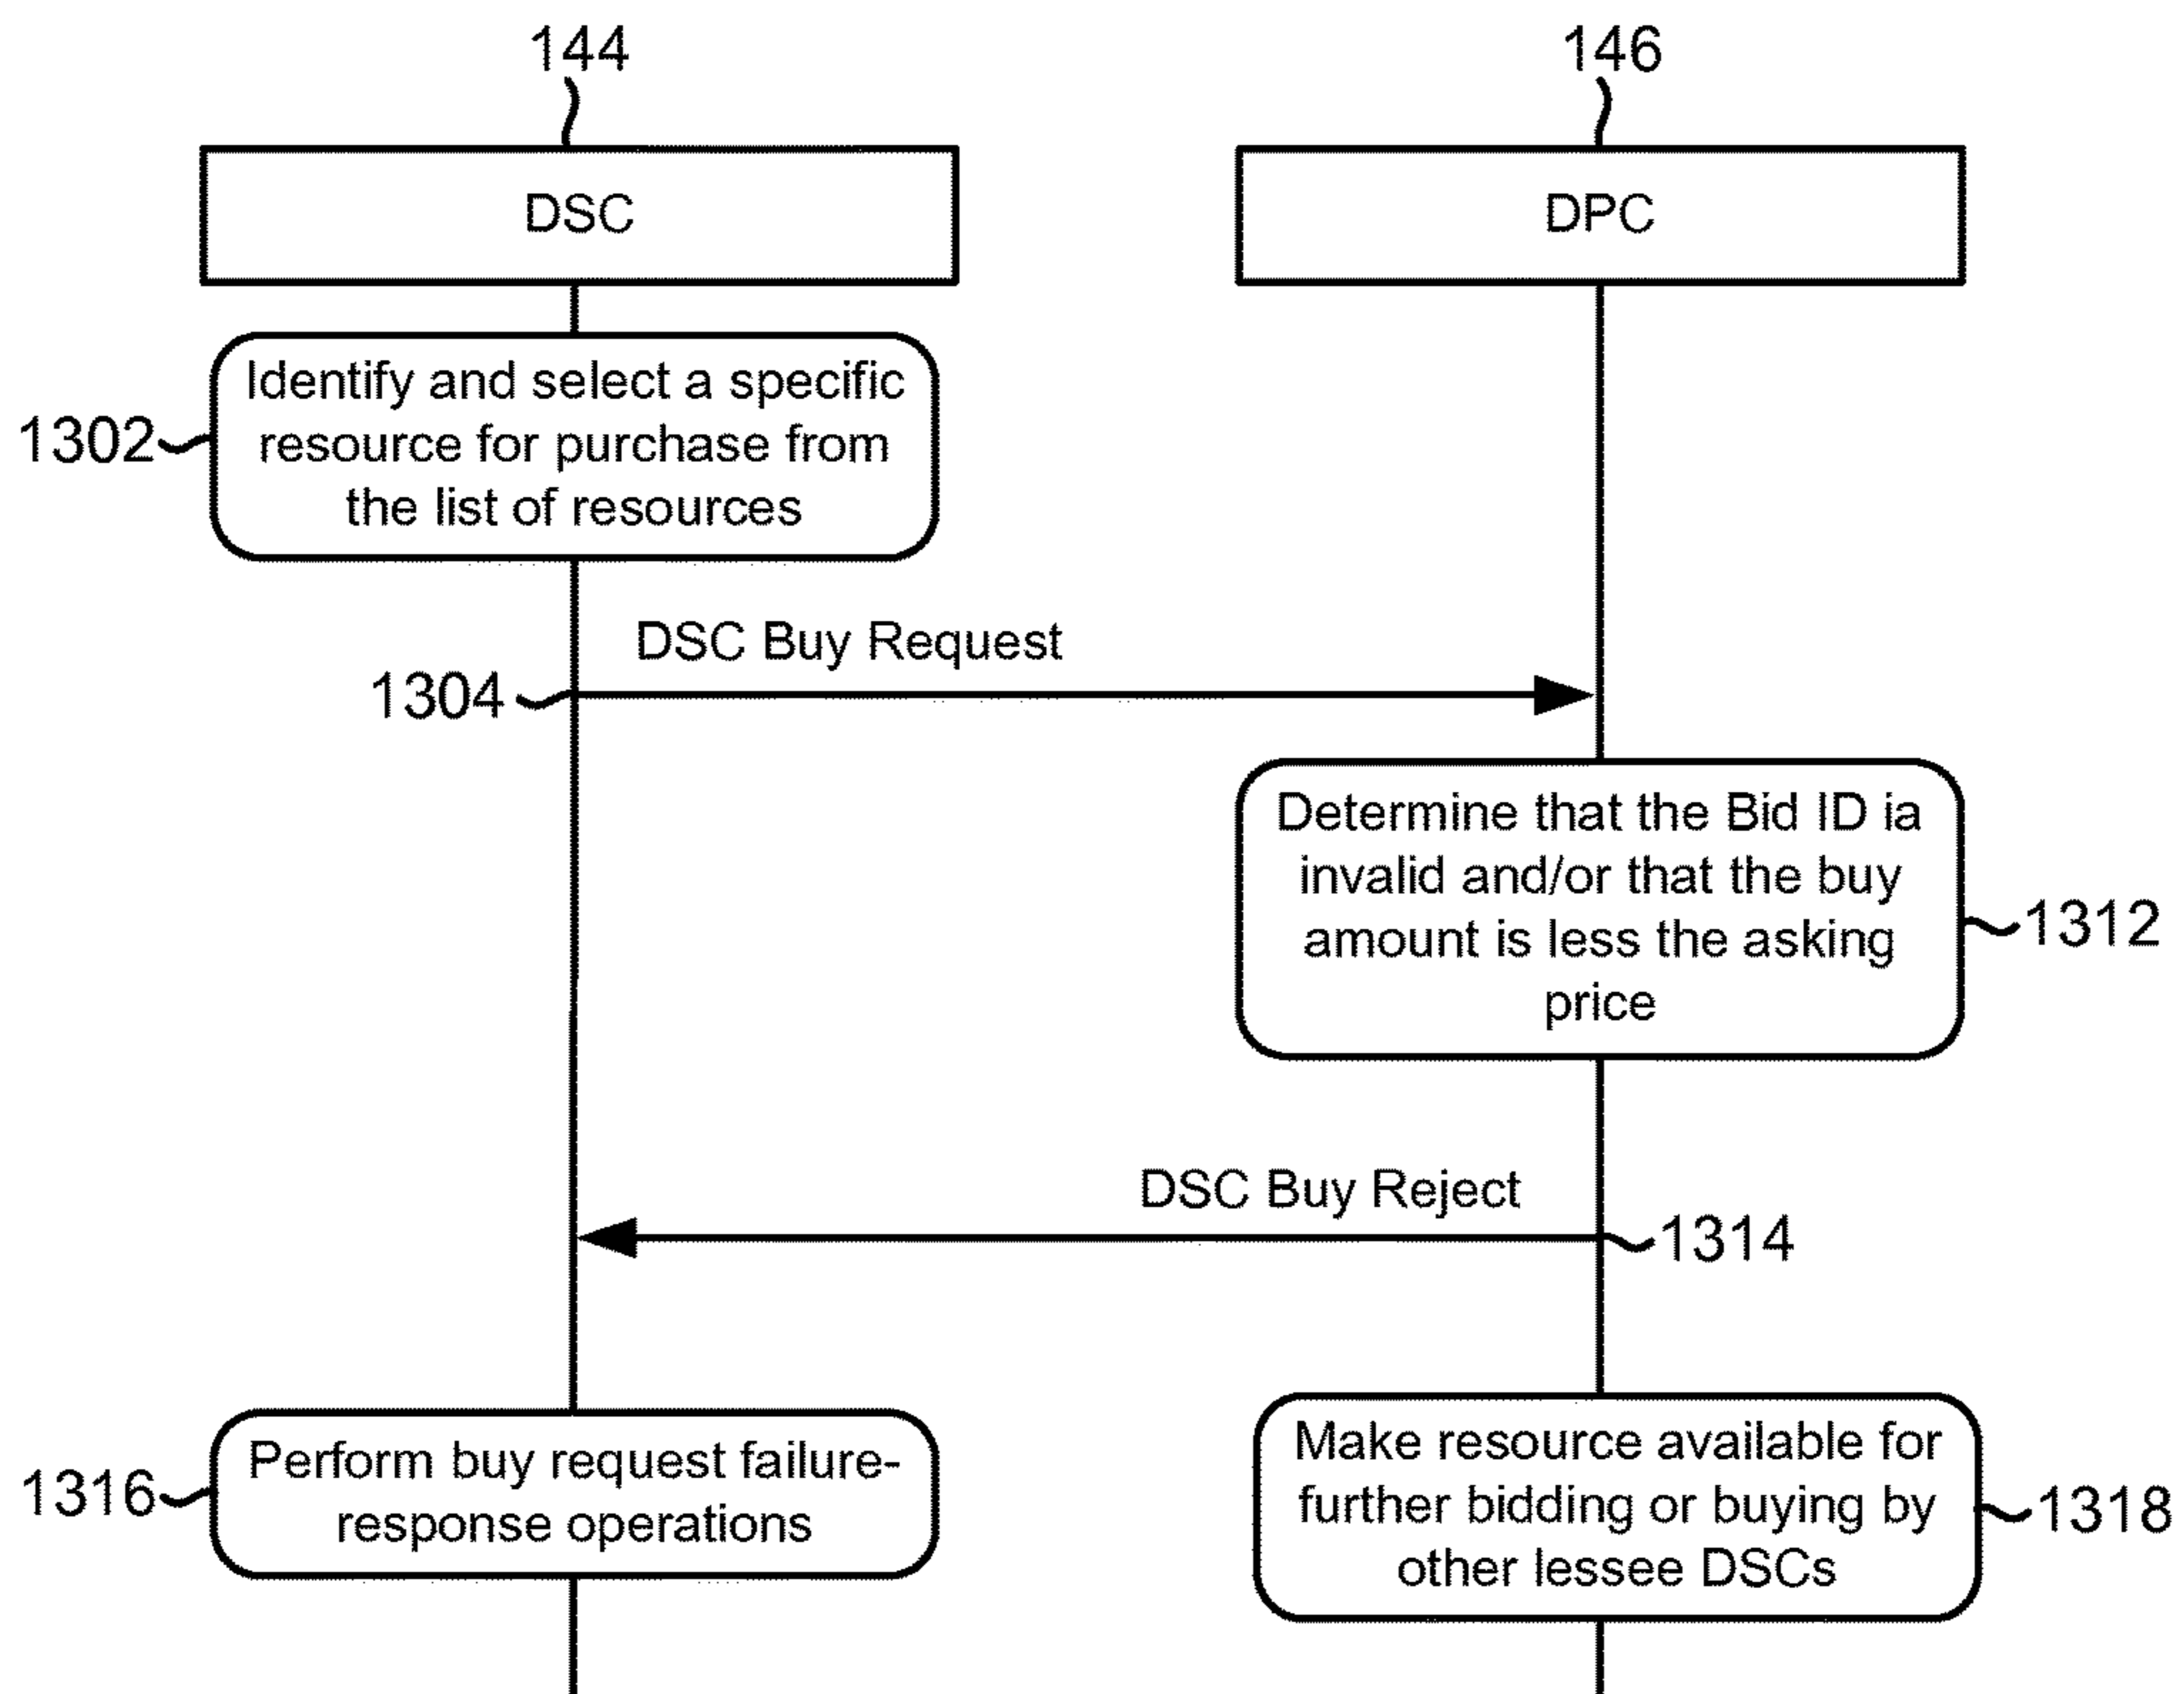 144
146
DSC
DPC
Identify and select a specific
1302
resource for purchase from
the list of resources
DSC Buy Request
1304
Determine that the Bid ID ia
invalid and/or that the buy
1312
amount is less the asking
price
DSC Buy Reject
1314
Perform buy request failure-
1316
response operations
Make resource available for
further bidding or buying by
1318
other lessee DSCs